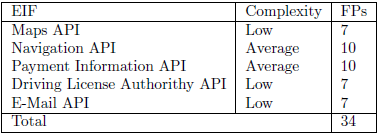 EIF Complexity FPs
Maps API Low 7
Navigation API Average 10
Payment Information API Average 10
Driving License Authorithy API Low 7
E-Mail API Low 7
Total 34